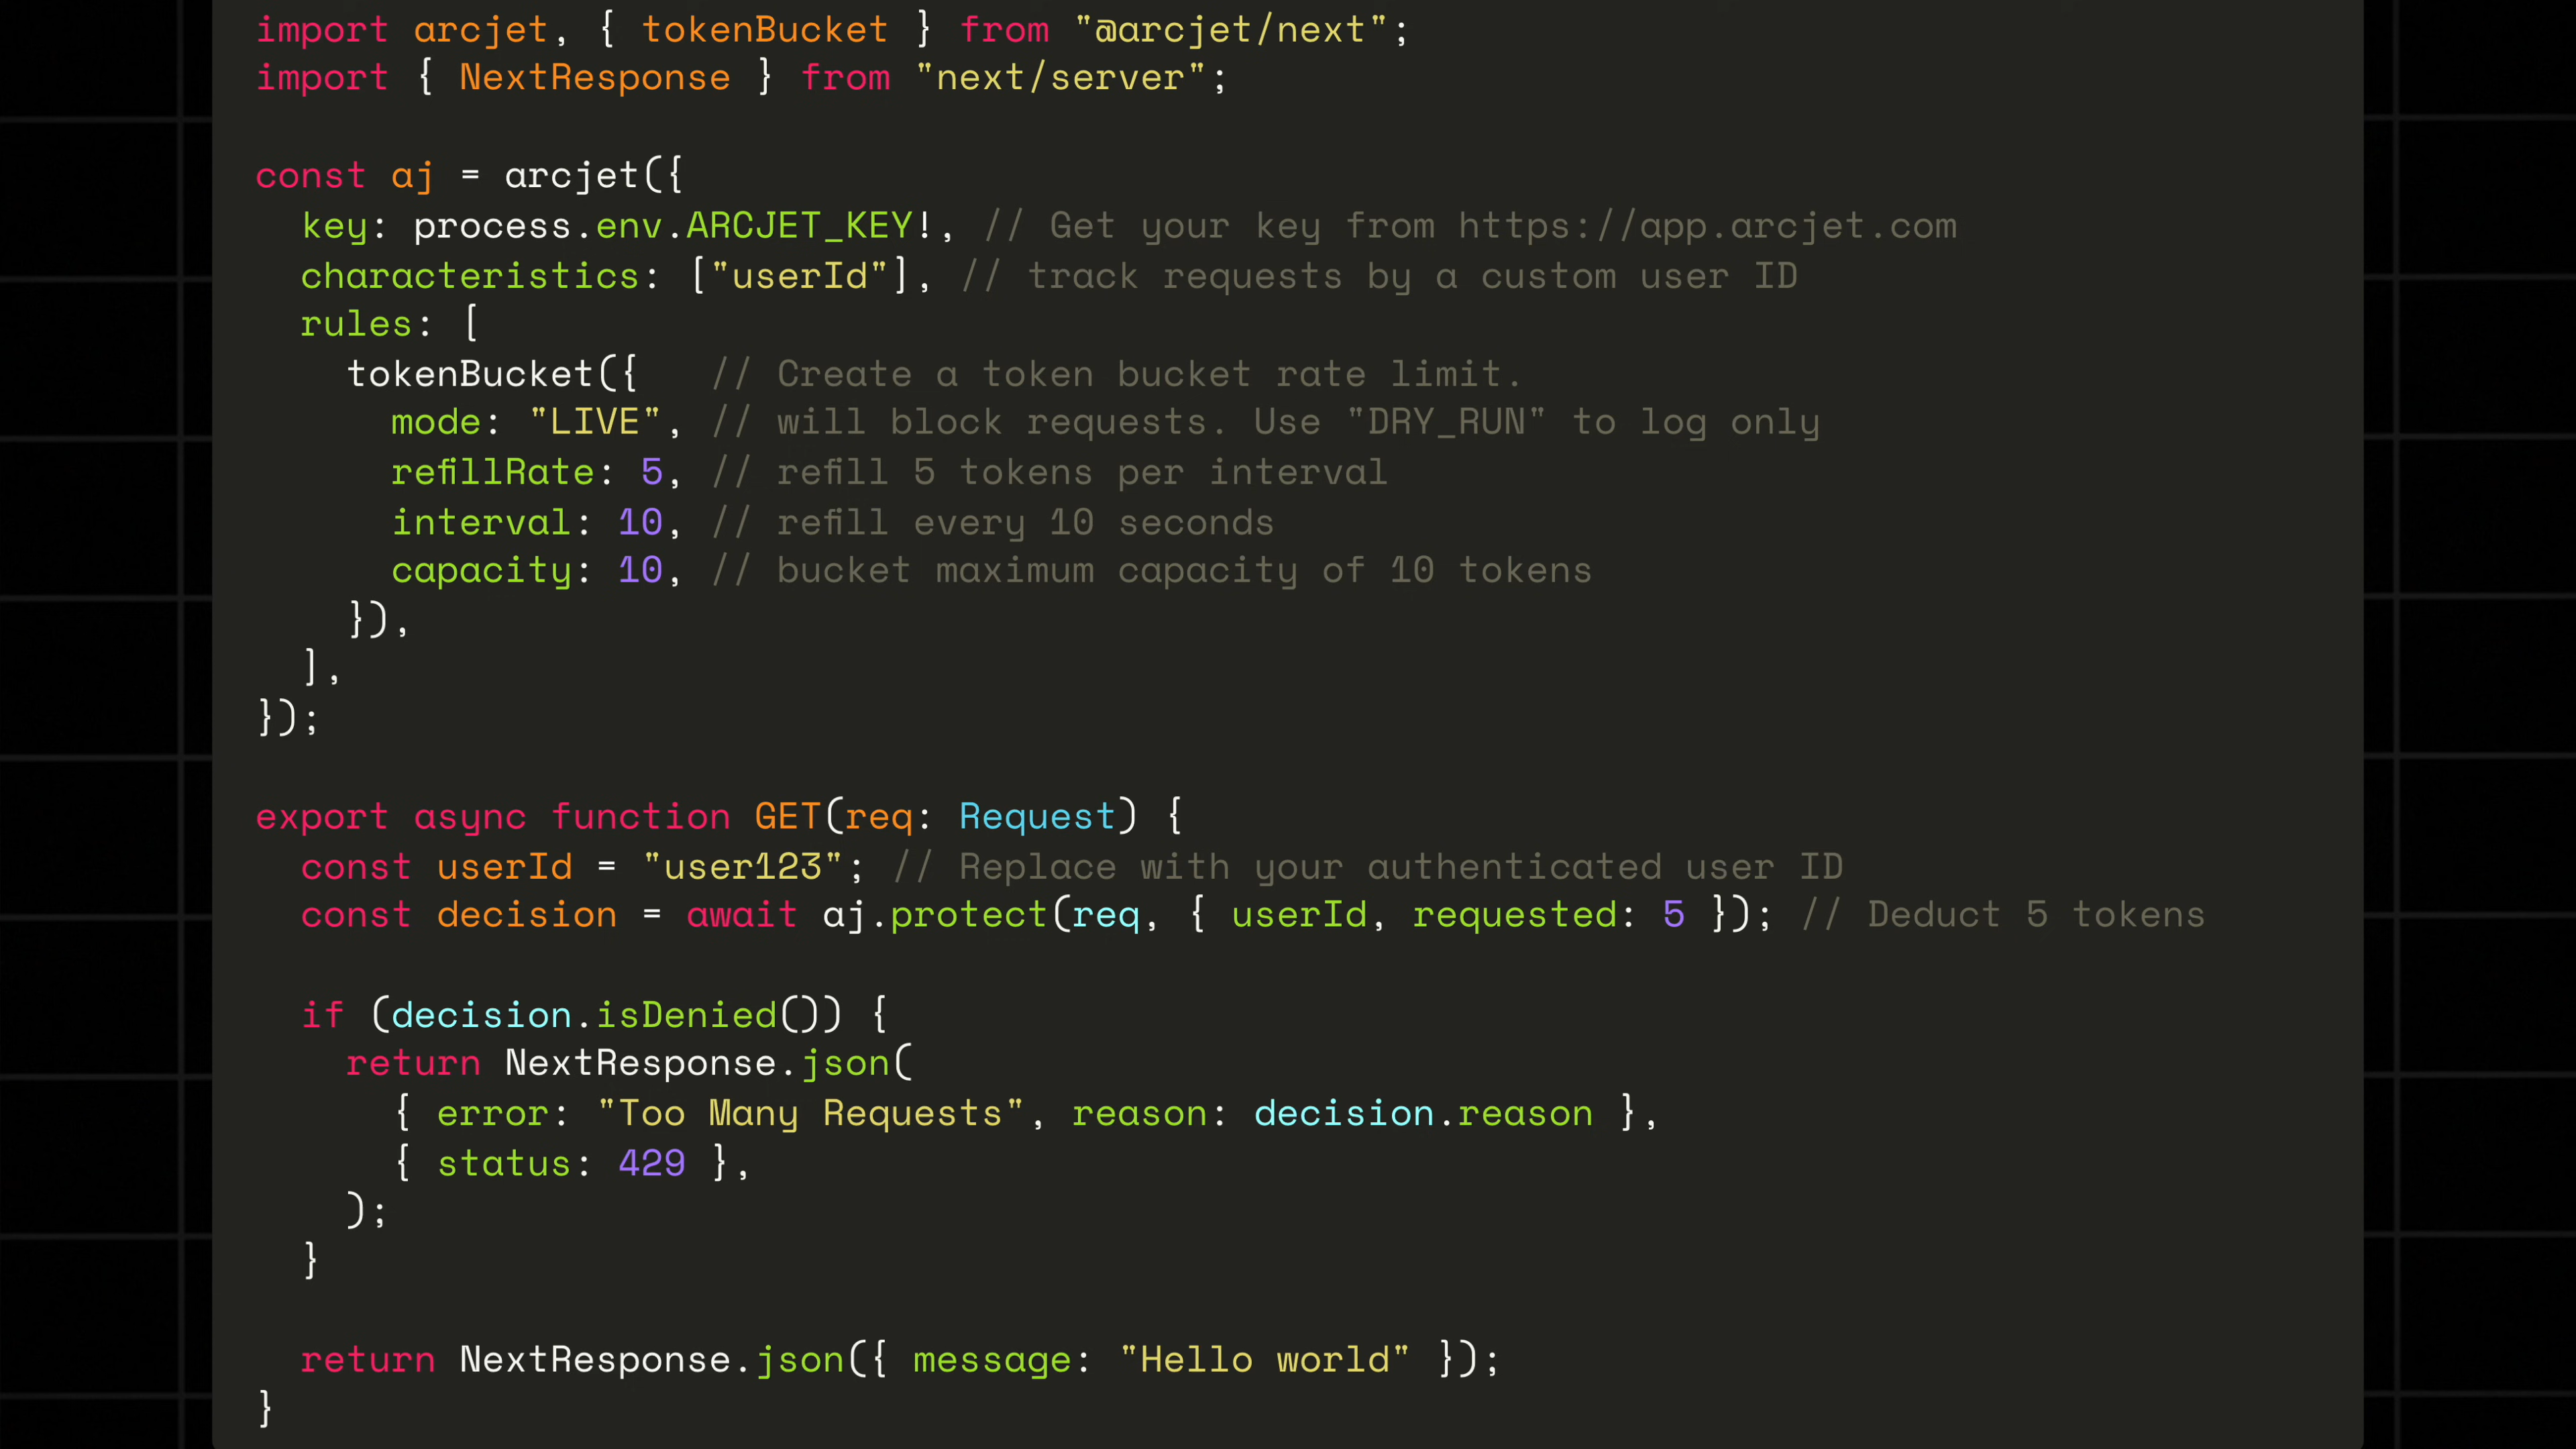 import arcjet, { tokenBucket } from "@arcjet/next";
import { NextResponse } from "next/server";

const aj = arcjet({
  key: process.env.ARCJET_KEY!, // Get your key from https://app.arcjet.com
  characteristics: ["userId"], // track requests by a custom user ID
  rules: [
    tokenBucket({   // Create a token bucket rate limit.
      mode: "LIVE", // will block requests. Use "DRY_RUN" to log only
      refillRate: 5, // refill 5 tokens per interval
      interval: 10, // refill every 10 seconds
      capacity: 10, // bucket maximum capacity of 10 tokens
    }),
  ],
});

export async function GET(req: Request) {
  const userId = "user123"; // Replace with your authenticated user ID
  const decision = await aj.protect(req, { userId, requested: 5 }); // Deduct 5 tokens

  if (decision.isDenied()) {
    return NextResponse.json(
      { error: "Too Many Requests", reason: decision.reason },
      { status: 429 },
    );
  }

  return NextResponse.json({ message: "Hello world" });
}